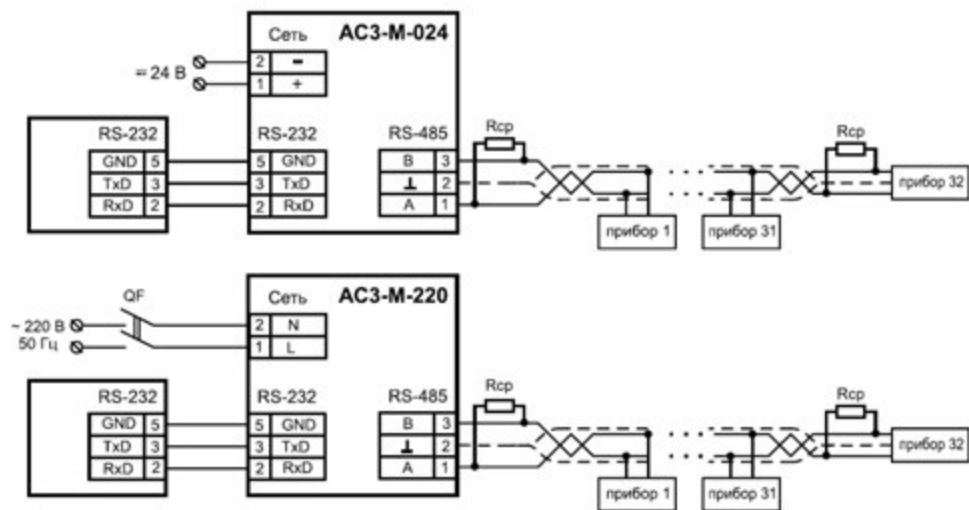 Сеть АС3-М-024
2 -
= 24 В
1 +
RS-232 RS-232 RS-485 Rср Rср
GND 5 5 GND B 3
TxD 3 3 TxD ⊥ 2 прибор 32
RxD 2 2 RxD A 1
прибор 1 прибор 31
QF Сеть АС3-М-220
~ 220 В 2 N
50 Гц 1 L
RS-232 RS-232 RS-485 Rср Rср
GND 5 5 GND B 3
TxD 3 3 TxD ⊥ 2 прибор 32
RxD 2 2 RxD A 1
прибор 1 прибор 31